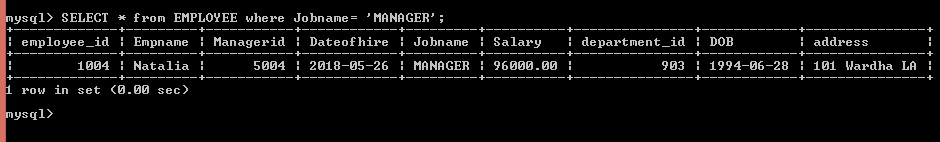 mysql> SELECT * from EMPLOYEE where Jobname= 'MANAGER';
+-------------+---------+-----------+------------+---------+----------+---------------+------------+---------------+
| employee_id | Empname | Managerid | Dateofhire | Jobname | Salary   | department_id | DOB        | address       |
+-------------+---------+-----------+------------+---------+----------+---------------+------------+---------------+
|        1004 | Natalia |      5004 | 2018-05-26 | MANAGER | 96000.00 |           903 | 1994-06-28 | 101 Wardha LA |
+-------------+---------+-----------+------------+---------+----------+---------------+------------+---------------+
1 row in set (0.00 sec)
mysql>